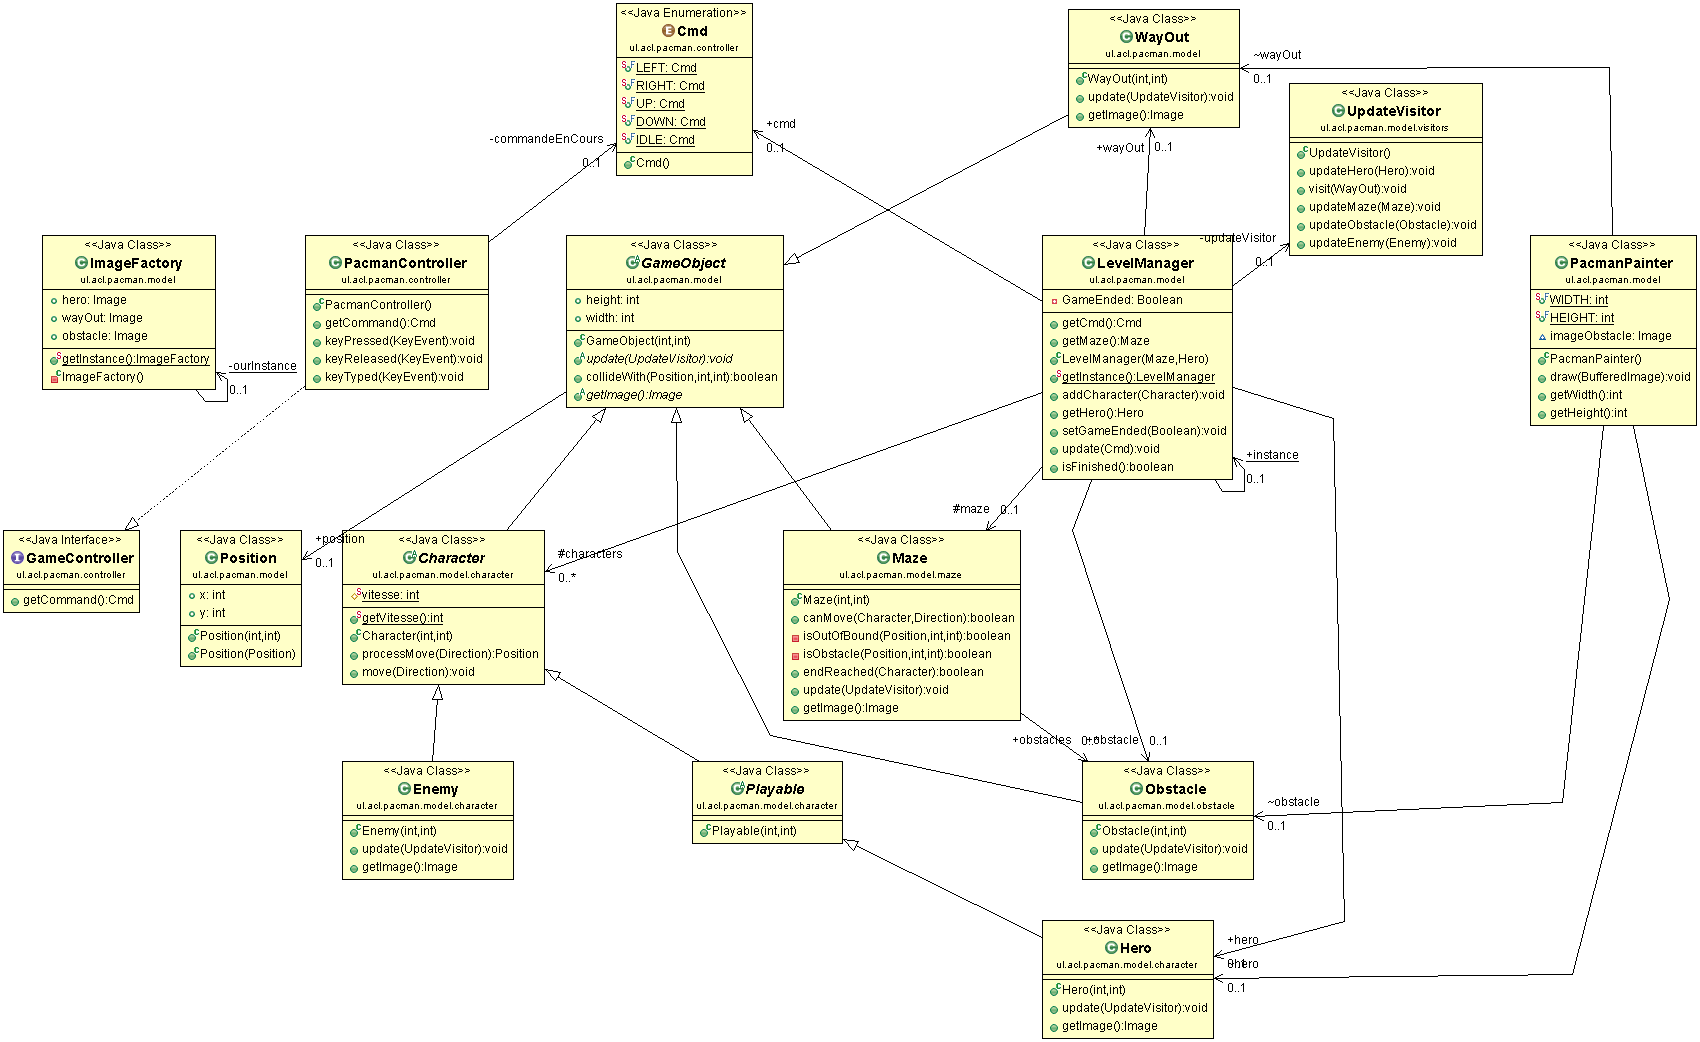 <<Java Enumeration>>
Cmd
ul.acl.pacman.controller
LEFT: Cmd
RIGHT: Cmd
UP: Cmd
DOWN: Cmd
IDLE: Cmd
Cmd()
<<Java Class>>
WayOut
ul.acl.pacman.model
WayOut(int,int)
update(UpdateVisitor):void
getImage():Image
~wayOut
0..1
<<Java Class>>
UpdateVisitor
ul.acl.pacman.model.visitors
UpdateVisitor()
updateHero(Hero):void
visit(WayOut):void
updateMaze(Maze):void
updateObstacle(Obstacle):void
updateEnemy(Enemy):void
-commandeEnCours
0..1
+cmd
0..1
+wayOut
0..1
<<Java Class>>
ImageFactory
ul.acl.pacman.model
hero: Image
wayOut: Image
obstacle: Image
getInstance():ImageFactory
ImageFactory()
-ourInstance
0..1
<<Java Class>>
PacmanController
ul.acl.pacman.controller
PacmanController()
getCommand():Cmd
keyPressed(KeyEvent):void
keyReleased(KeyEvent):void
keyTyped(KeyEvent):void
<<Java Class>>
GameObject
ul.acl.pacman.model
height: int
width: int
GameObject(int,int)
update(UpdateVisitor):void
collideWith(Position,int,int):boolean
getImage():Image
<<Java Class>>
LevelManager
ul.acl.pacman.model
GameEnded: Boolean
getCmd():Cmd
getMaze():Maze
LevelManager(Maze,Hero)
getInstance():LevelManager
addCharacter(Character):void
getHero():Hero
setGameEnded(Boolean):void
update(Cmd):void
isFinished():boolean
-updateVisitor
0..1
+instance
0..1
<<Java Class>>
PacmanPainter
ul.acl.pacman.model
WIDTH: int
HEIGHT: int
imageObstacle: Image
PacmanPainter()
draw(BufferedImage):void
getWidth():int
getHeight():int
<<Java Interface>>
GameController
ul.acl.pacman.controller
getCommand():Cmd
<<Java Class>>
Position
ul.acl.pacman.model
x: int
y: int
Position(int,int)
Position(Position)
+position
0..1
<<Java Class>>
Character
ul.acl.pacman.model.character
vitesse: int
getVitesse():int
Character(int,int)
processMove(Direction):Position
move(Direction):void
#characters
0..*
#maze
0..1
<<Java Class>>
Maze
ul.acl.pacman.model.maze
Maze(int,int)
canMove(Character,Direction):boolean
isOutOfBound(Position,int,int):boolean
isObstacle(Position,int,int):boolean
endReached(Character):boolean
update(UpdateVisitor):void
getImage():Image
+obstacles
0..*
+obstacle
0..1
<<Java Class>>
Enemy
ul.acl.pacman.model.character
Enemy(int,int)
update(UpdateVisitor):void
getImage():Image
<<Java Class>>
Playable
ul.acl.pacman.model.character
Playable(int,int)
<<Java Class>>
Obstacle
ul.acl.pacman.model.obstacle
Obstacle(int,int)
update(UpdateVisitor):void
getImage():Image
~obstacle
0..1
<<Java Class>>
Hero
ul.acl.pacman.model.character
Hero(int,int)
update(UpdateVisitor):void
getImage():Image
+hero
0..1
0..1